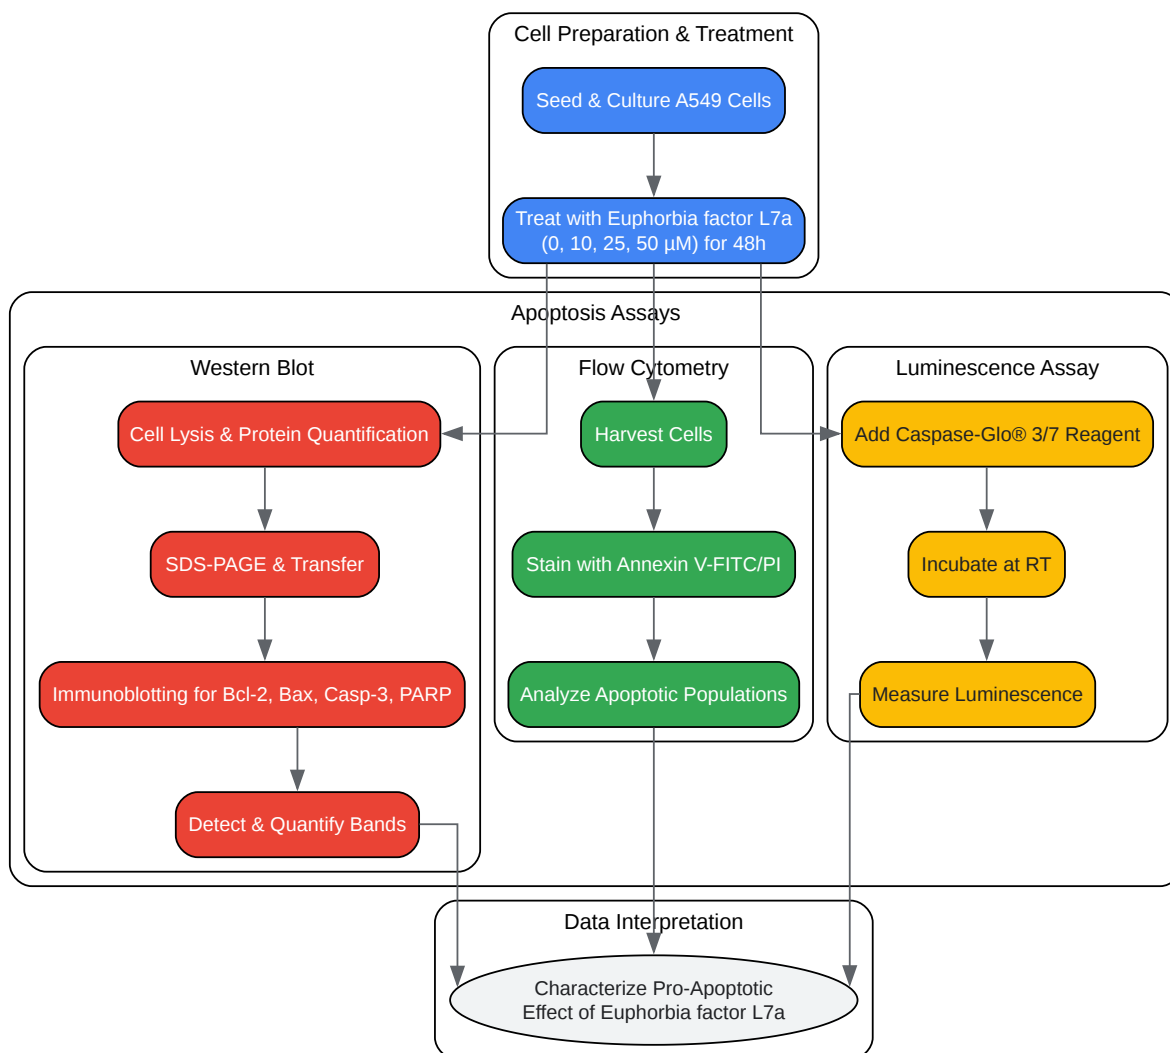 Cell Preparation & Treatment
Seed & Culture A549 Cells
Treat with Euphorbia factor L7a
(0, 10, 25, 50 µM) for 48h
Apoptosis Assays
Western Blot
Cell Lysis & Protein Quantification
SDS-PAGE & Transfer
Immunoblotting for Bcl-2, Bax, Casp-3, PARP
Detect & Quantify Bands
Flow Cytometry
Harvest Cells
Stain with Annexin V-FITC/PI
Analyze Apoptotic Populations
Luminescence Assay
Add Caspase-Glo® 3/7 Reagent
Incubate at RT
Measure Luminescence
Data Interpretation
Characterize Pro-Apoptotic
Effect of Euphorbia factor L7a